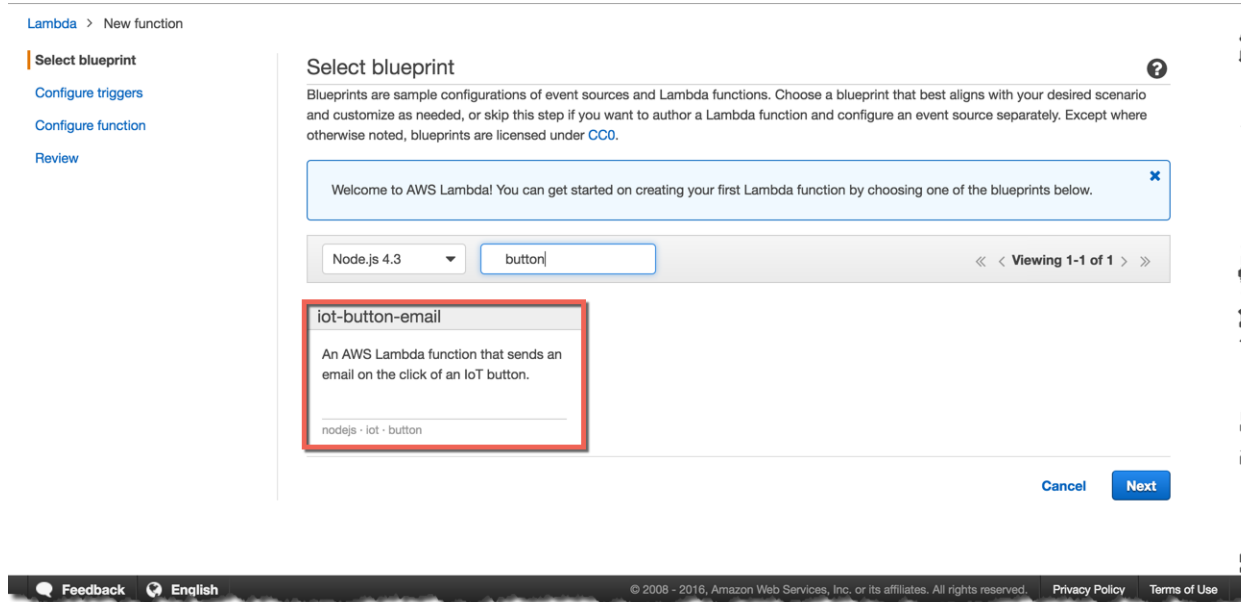 Lambda > New function
Select blueprint
Configure triggers
Configure function
Review
Select blueprint
Blueprints are sample configurations of event sources and Lambda functions. Choose a blueprint that best aligns with your desired scenario
and customize as needed, or skip this step if you want to author a Lambda function and configure an event source separately. Except where
otherwise noted, blueprints are licensed under CC0.
Welcome to AWS Lambda! You can get started on creating your first Lambda function by choosing one of the blueprints below.
Node.js 4.3
button
« < Viewing 1-1 of 1 > »
iot-button-email
An AWS Lambda function that sends an
email on the click of an IoT button.
nodejs · iot · button
Cancel
Next
Feedback
English
© 2008 - 2016, Amazon Web Services, Inc. or its affiliates. All rights reserved.
Privacy Policy
Terms of Use